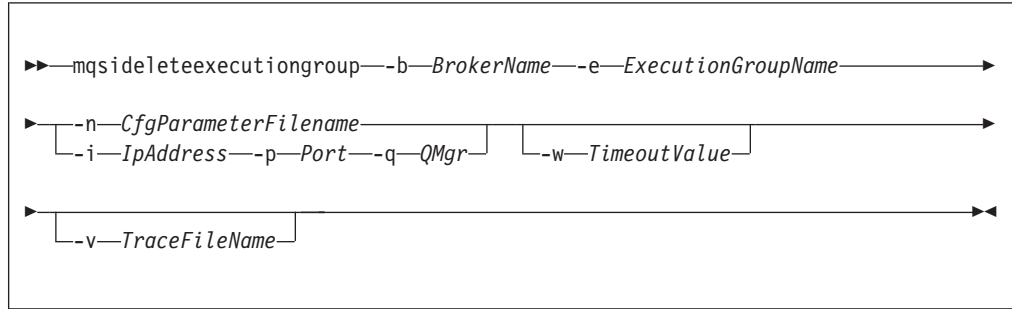 mqsideleteexecutiongroup -b BrokerName -e ExecutionGroupName
-n CfgParameterFilename
-i IpAddress -p Port -q QMgr -w TimeoutValue
-v TraceFileName